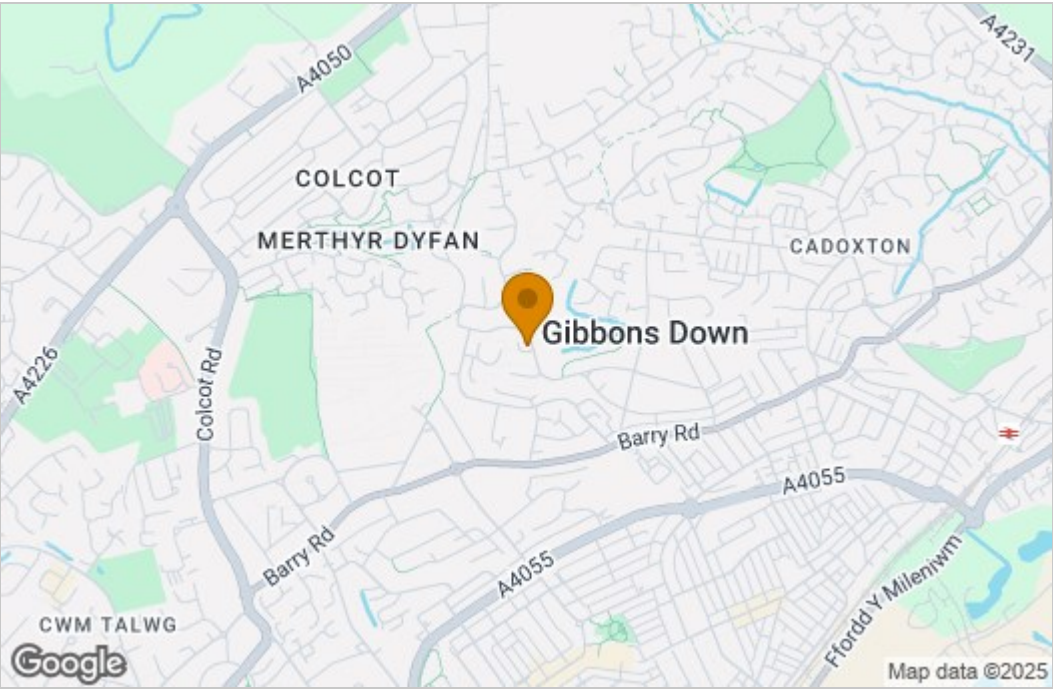 A4231
A4050
COLCOT
MERTHYR DYFAN
CADOXTON
Gibbons Down
A4226
Colcot Rd
Barry Rd
A4055
Barry Rd
A4055
Ffordd Y Mileniwm
CWM TALWG
Google
Map data ©2025